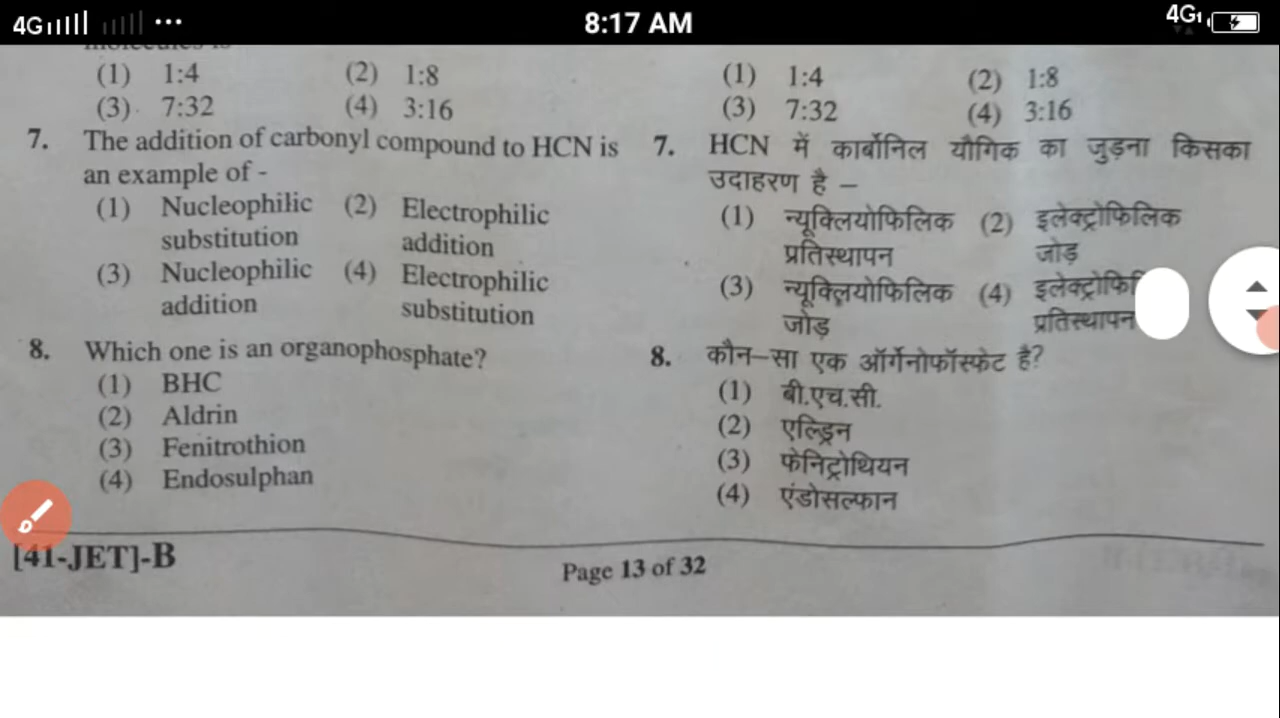 4G ••• 8:17 AM 4G
molecules is
(1) 1:4 (2) 1:8
(3) 7:32 (4) 3:16
7. The addition of carbonyl compound to HCN is
an example of -
(1) Nucleophilic (2) Electrophilic
substitution addition
(3) Nucleophilic (4) Electrophilic
addition substitution
8. Which one is an organophosphate?
(1) BHC
(2) Aldrin
(3) Fenitrothion
(4) Endosulphan
(1) 1:4 (2) 1:8
(3) 7:32 (4) 3:16
7. HCN में कार्बोनिल यौगिक का जुड़ना किसका
उदाहरण है –
(1) न्यूक्लियोफिलिक (2) इलेक्ट्रोफिलिक
प्रतिस्थापन जोड़
(3) न्यूक्लियोफिलिक (4) इलेक्ट्रोफि
जोड़ प्रतिस्थापन
8. कौन–सा एक ऑर्गेनोफॉस्फेट है?
(1) बी.एच.सी.
(2) एल्ड्रिन
(3) फेनिट्रोथियन
(4) एंडोसल्फान
[41-JET]-B
Page 13 of 32